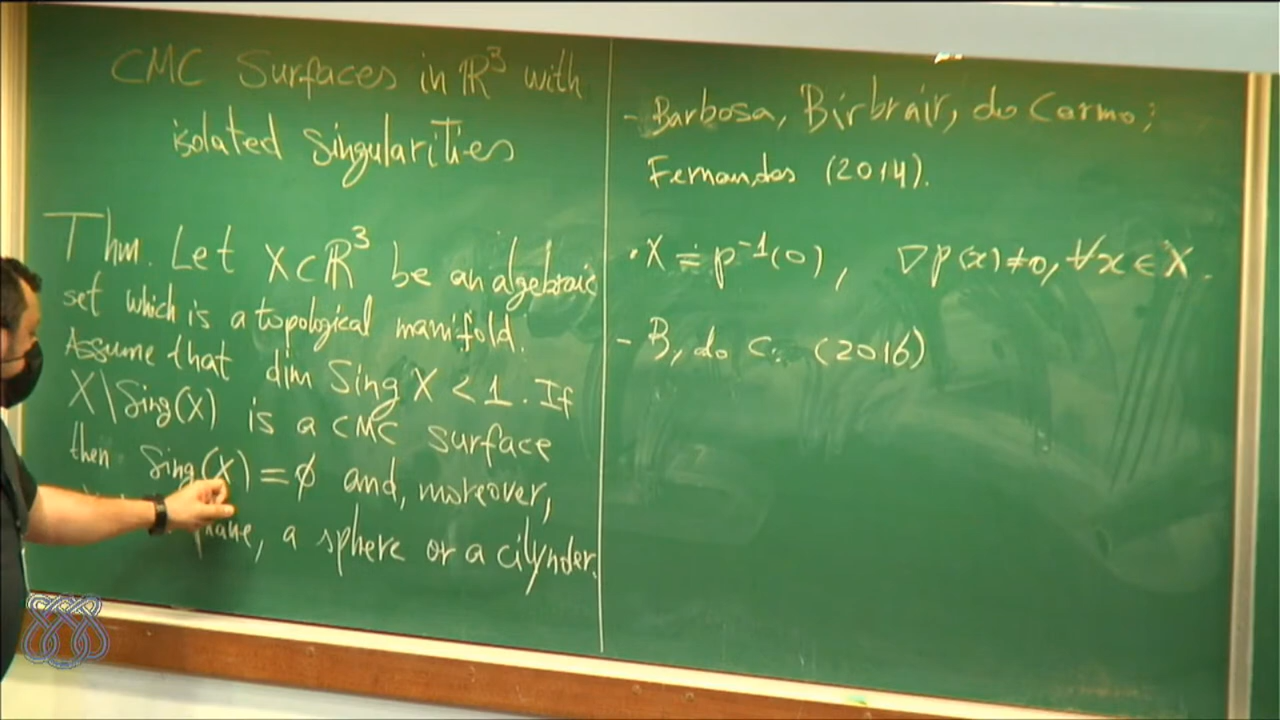 CMC Surfaces in ℝ³ with
isolated singularities
Thm. Let X⊂ℝ³ be an algebraic
set which is a topological manifold.
Assume that dim Sing X < 1. If
X\Sing(X) is a CMC surface
then Sing(X) = ∅ and, moreover,
plane, a sphere or a cilynder.
- Barbosa, Birbrair, do Carmo;
Fernandes (2014).
• X = p⁻¹(0), ∇p(x)≠0, ∀x ∈ X.
- B, do C. (2016)